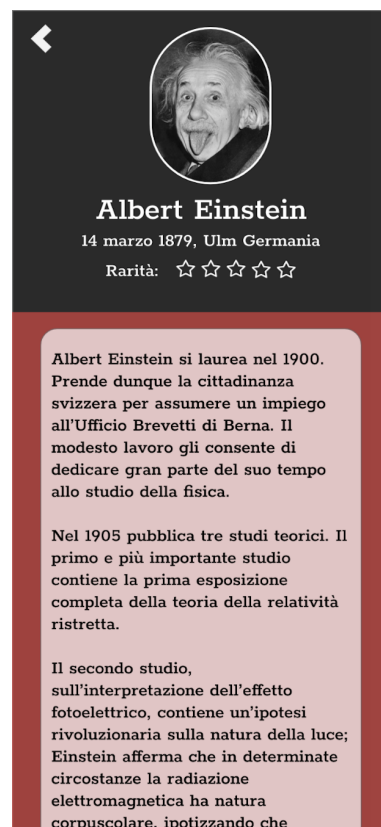 Albert Einstein
14 marzo 1879, Ulm Germania
Rarità:
Albert Einstein si laurea nel 1900.
Prende dunque la cittadinanza
svizzera per assumere un impiego
all'Ufficio Brevetti di Berna. Il
modesto lavoro gli consente di
dedicare gran parte del suo tempo
allo studio della fisica.
Nel 1905 pubblica tre studi teorici. Il
primo e più importante studio
contiene la prima esposizione
completa della teoria della relatività
ristretta.
Il secondo studio,
sull'interpretazione dell'effetto
fotoelettrico, contiene un'ipotesi
rivoluzionaria sulla natura della luce;
Einstein afferma che in determinate
circostanze la radiazione
elettromagnetica ha natura
corpuscolare, ipotizzando che